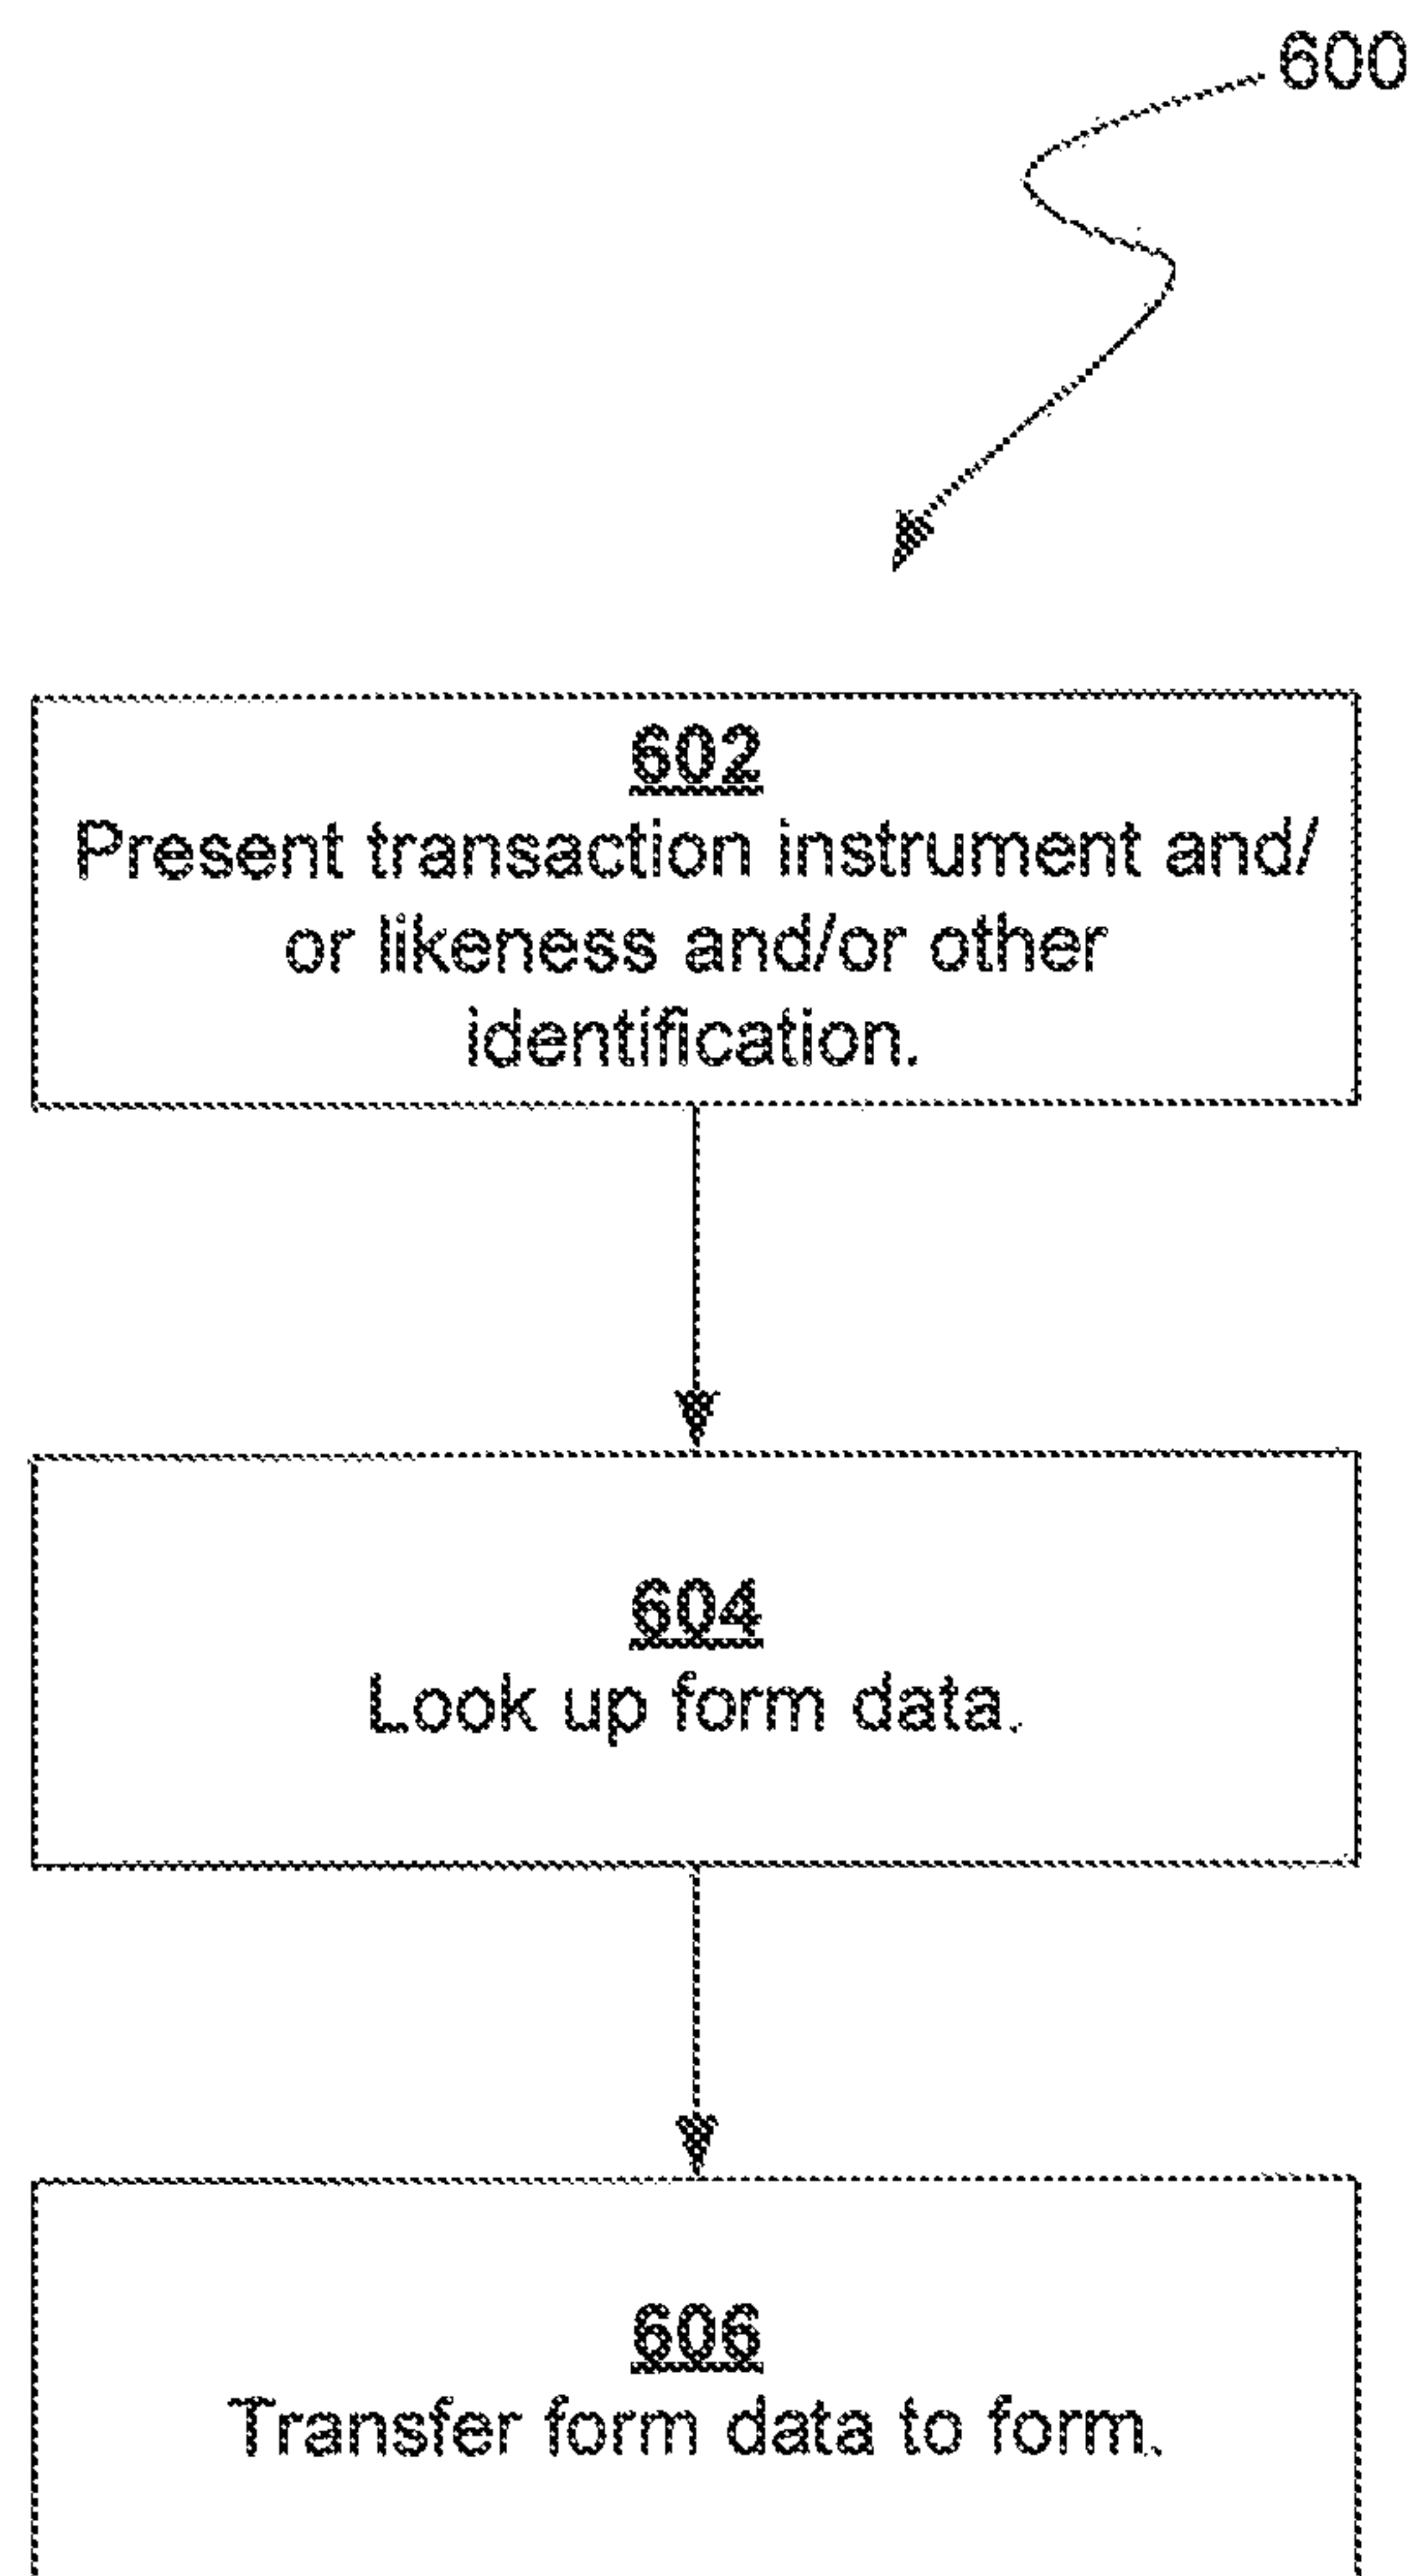 600
602
Present transaction instrument and/
or likeness and/or other
identification.
604
Look up form data.
606
Transfer form data to form.